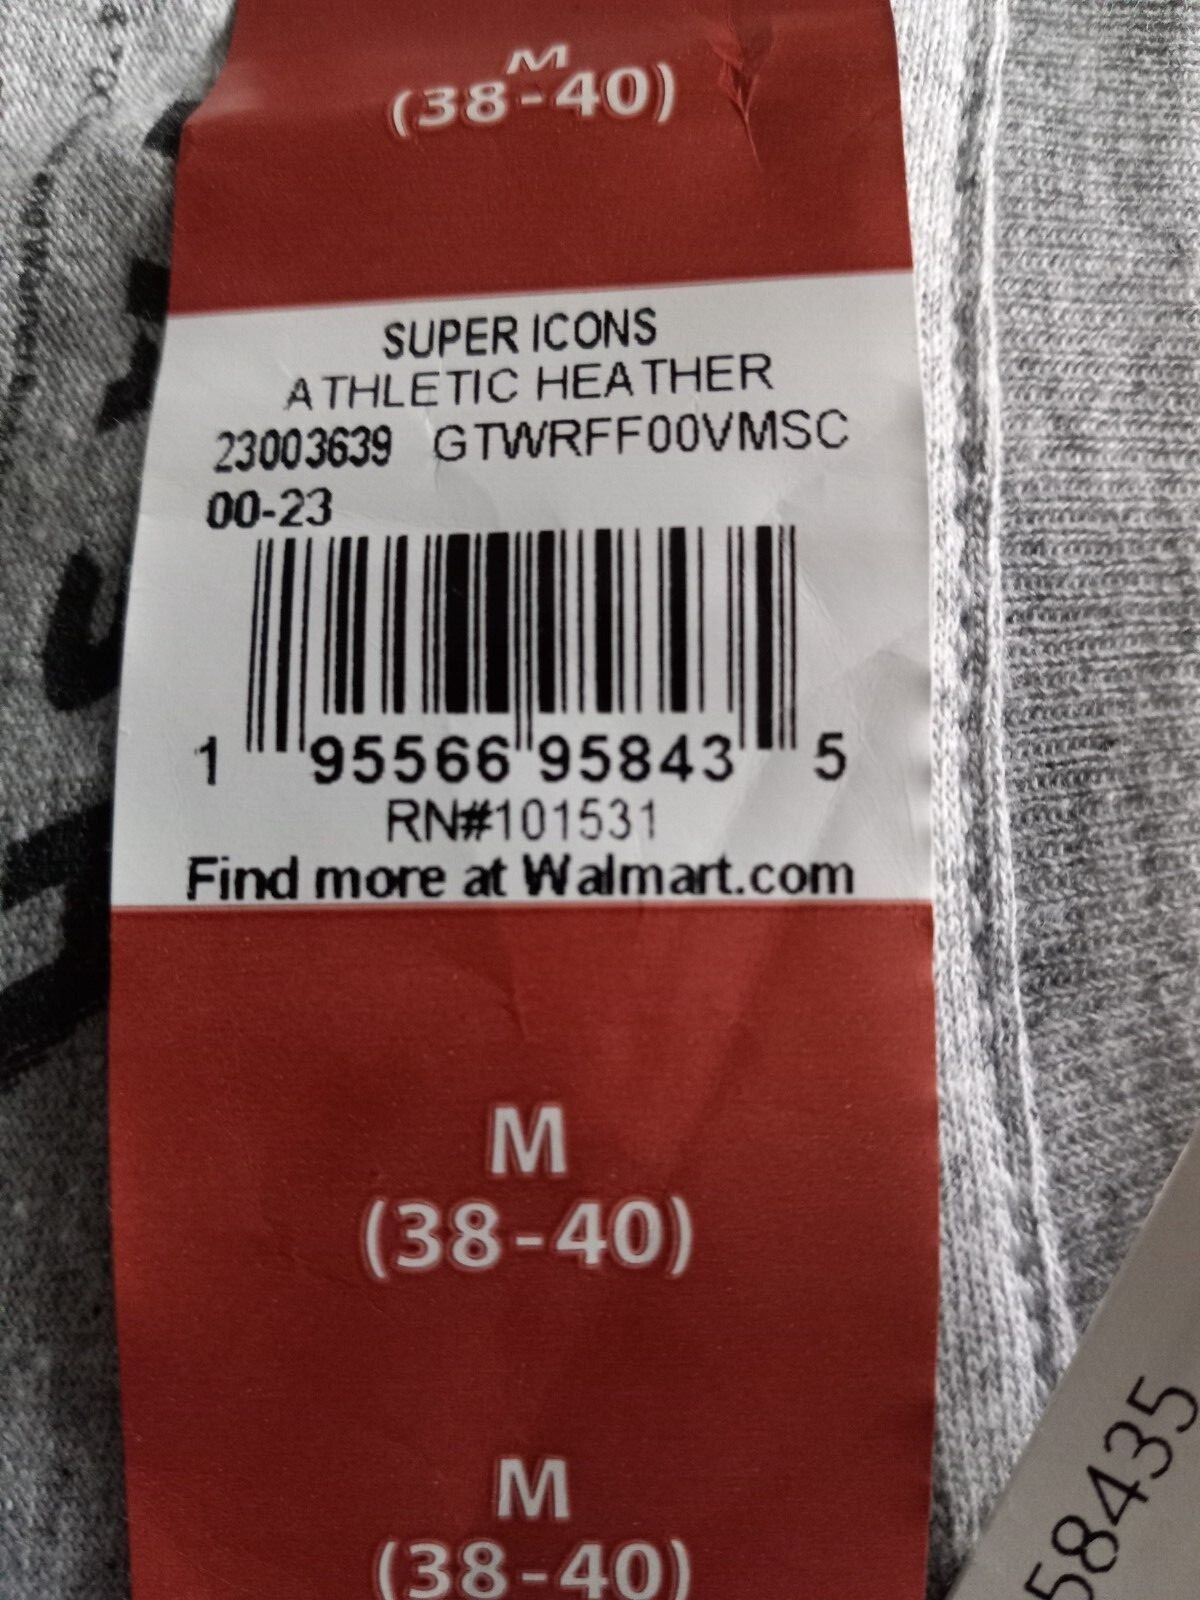 M
(38-40)
SUPER ICONS
ATHLETIC HEATHER
23003639 GTWRFF00VMSC
00-23
1 95566 95843 5
RN#101531
Find more at Walmart.com
M
(38-40)
M
(38-40)
58435